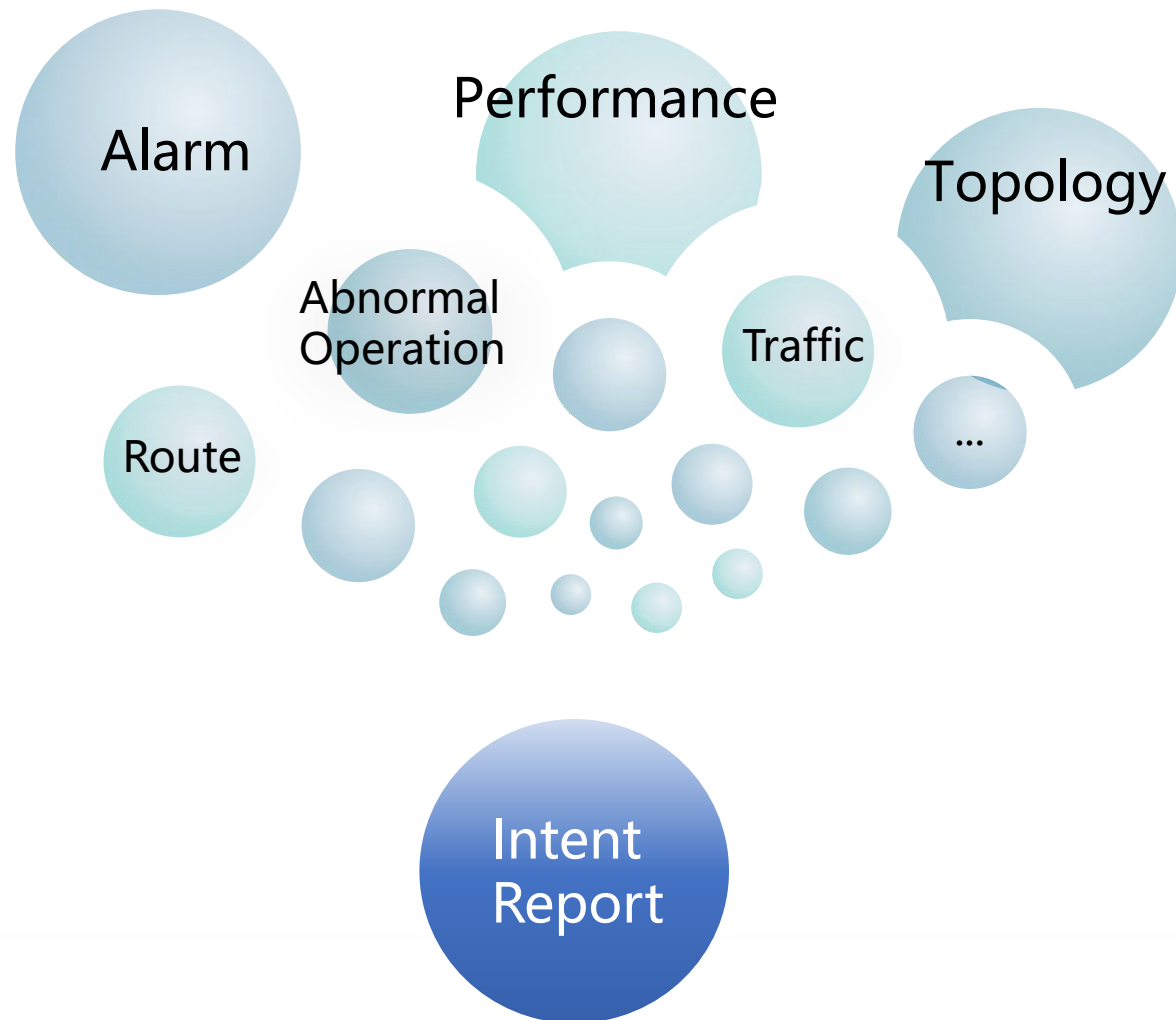 Performance
Alarm
Topology
Abnormal
Operation
Traffic
Route
...
Intent
Report